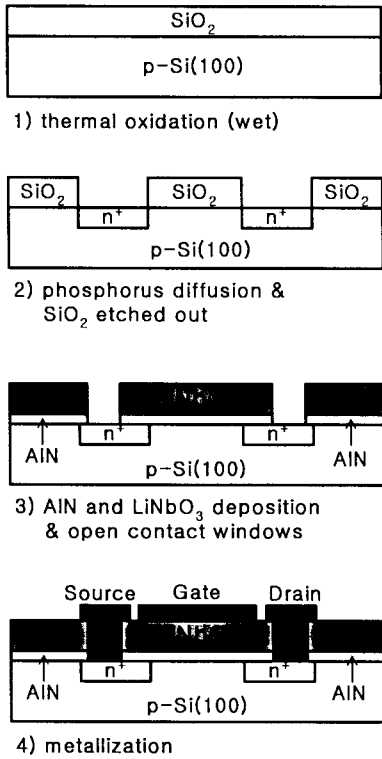 SiO₂
p-Si(100)
1) thermal oxidation (wet)
SiO₂ SiO₂ SiO₂
n⁺ n⁺
p-Si(100)
2) phosphorus diffusion &
SiO₂ etched out
n⁺ n⁺
AlN AlN
p-Si(100)
3) AlN and LiNbO₃ deposition
& open contact windows
Source Gate Drain
n⁺ n⁺
AlN AlN
p-Si(100)
4) metallization